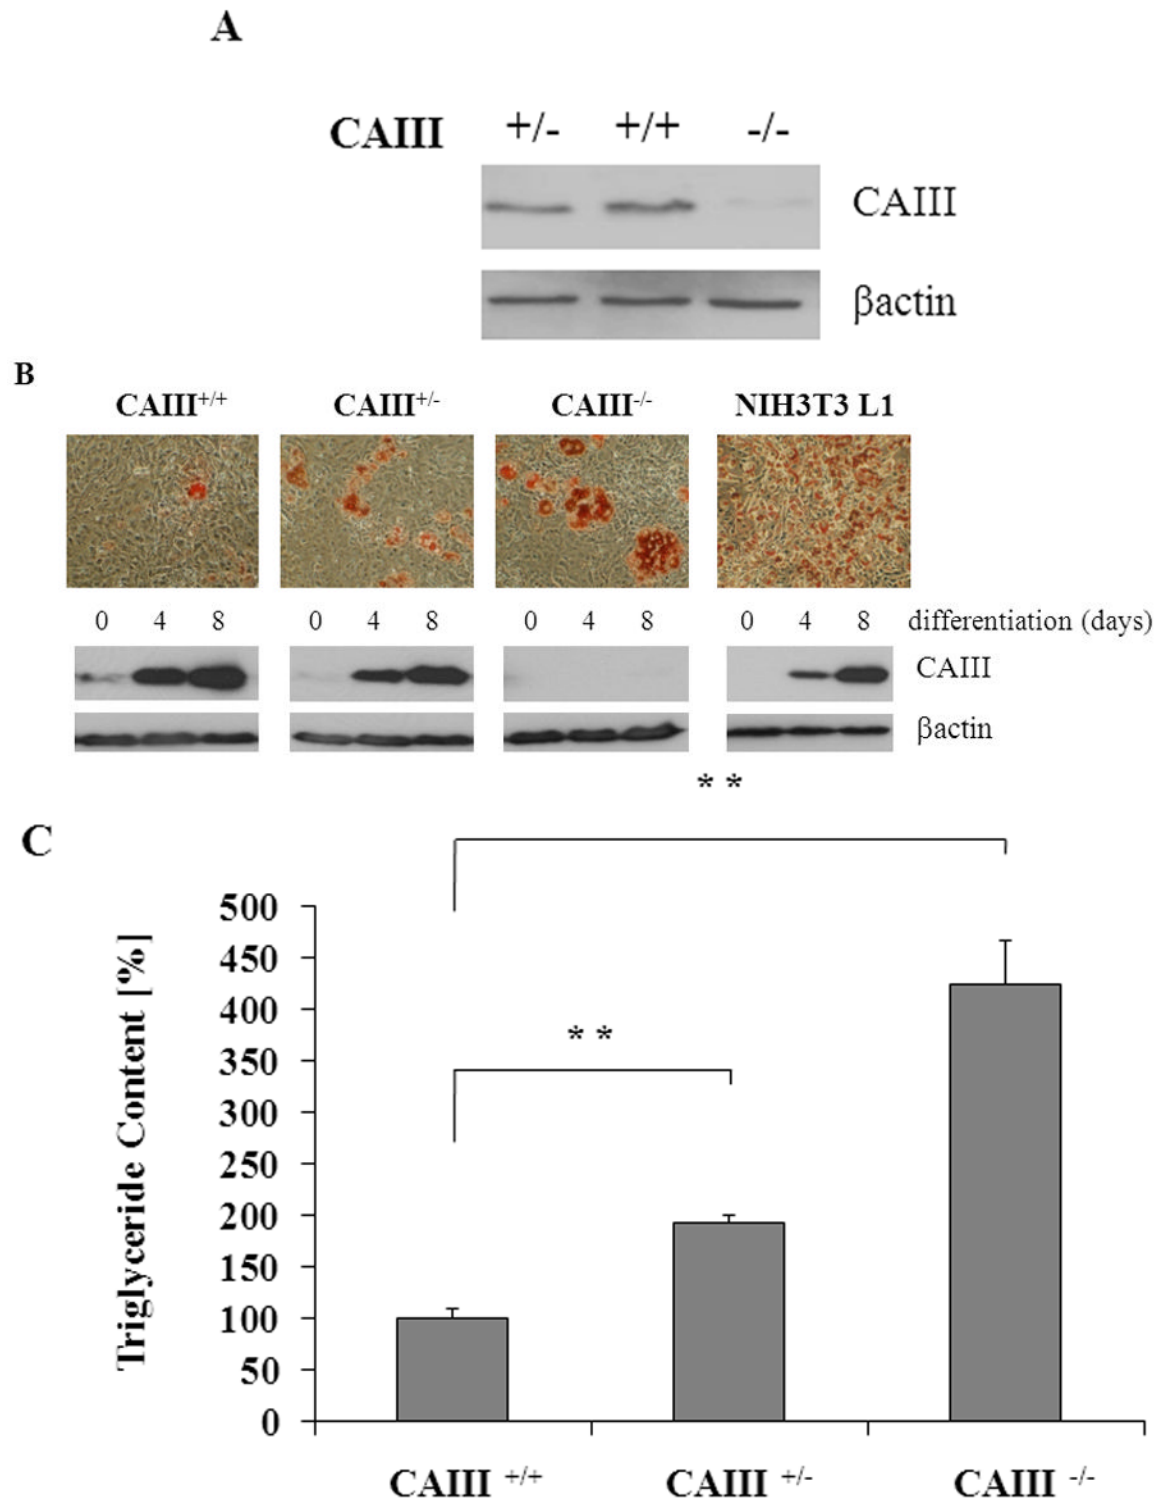 A
CAIII +/- +/+ -/-
CAIII
βactin
B
CAIII+/+ CAIII+/- CAIII-/- NIH3T3 L1
0 4 8 0 4 8 0 4 8 0 4 8 differentiation (days)
CAIII
βactin
* *
C
500
450
400
350
300
250
200
150
100
50
0
Triglyceride Content [%]
* *
CAIII +/+ CAIII +/- CAIII -/-